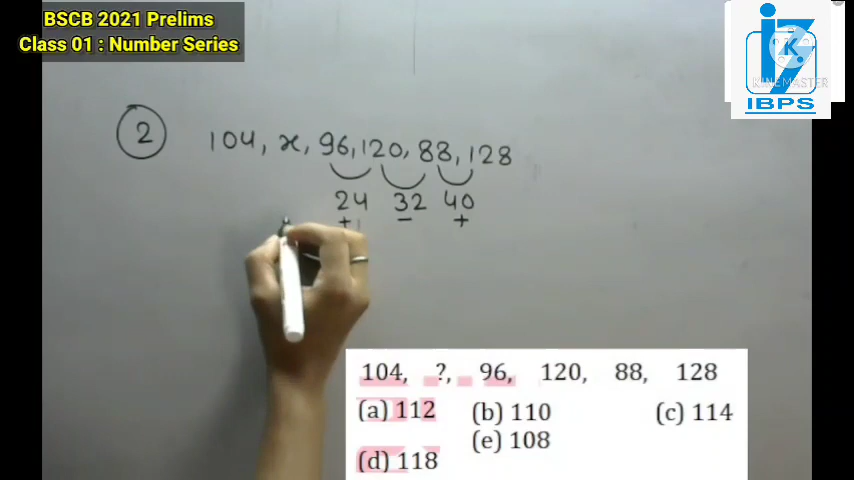 BSCB 2021 Prelims
Class 01 : Number Series
K
KINEMASTER
IBPS
2
104, x, 96, 120, 88, 128
24 32 40
+ - +
104, ?, 96, 120, 88, 128
(a) 112 (b) 110 (c) 114
(e) 108
(d) 118